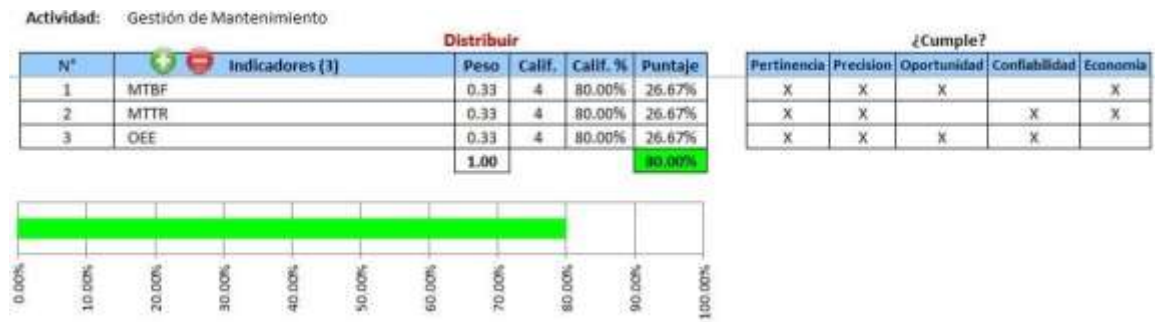 Actividad: Gestión de Mantenimiento
Distribuir ¿Cumple?
N° Indicadores (3) Peso Calif. Calif. % Puntaje Pertinencia Precision Oportunidad Confiabilidad Economia
1 MTBF 0.33 4 80.00% 26.67% X X X X
2 MTTR 0.33 4 80.00% 26.67% X X X X
3 OEE 0.33 4 80.00% 26.67% X X X X
1.00 80.00%
0.00% 10.00% 20.00% 30.00% 40.00% 50.00% 60.00% 70.00% 80.00% 90.00% 100.00%